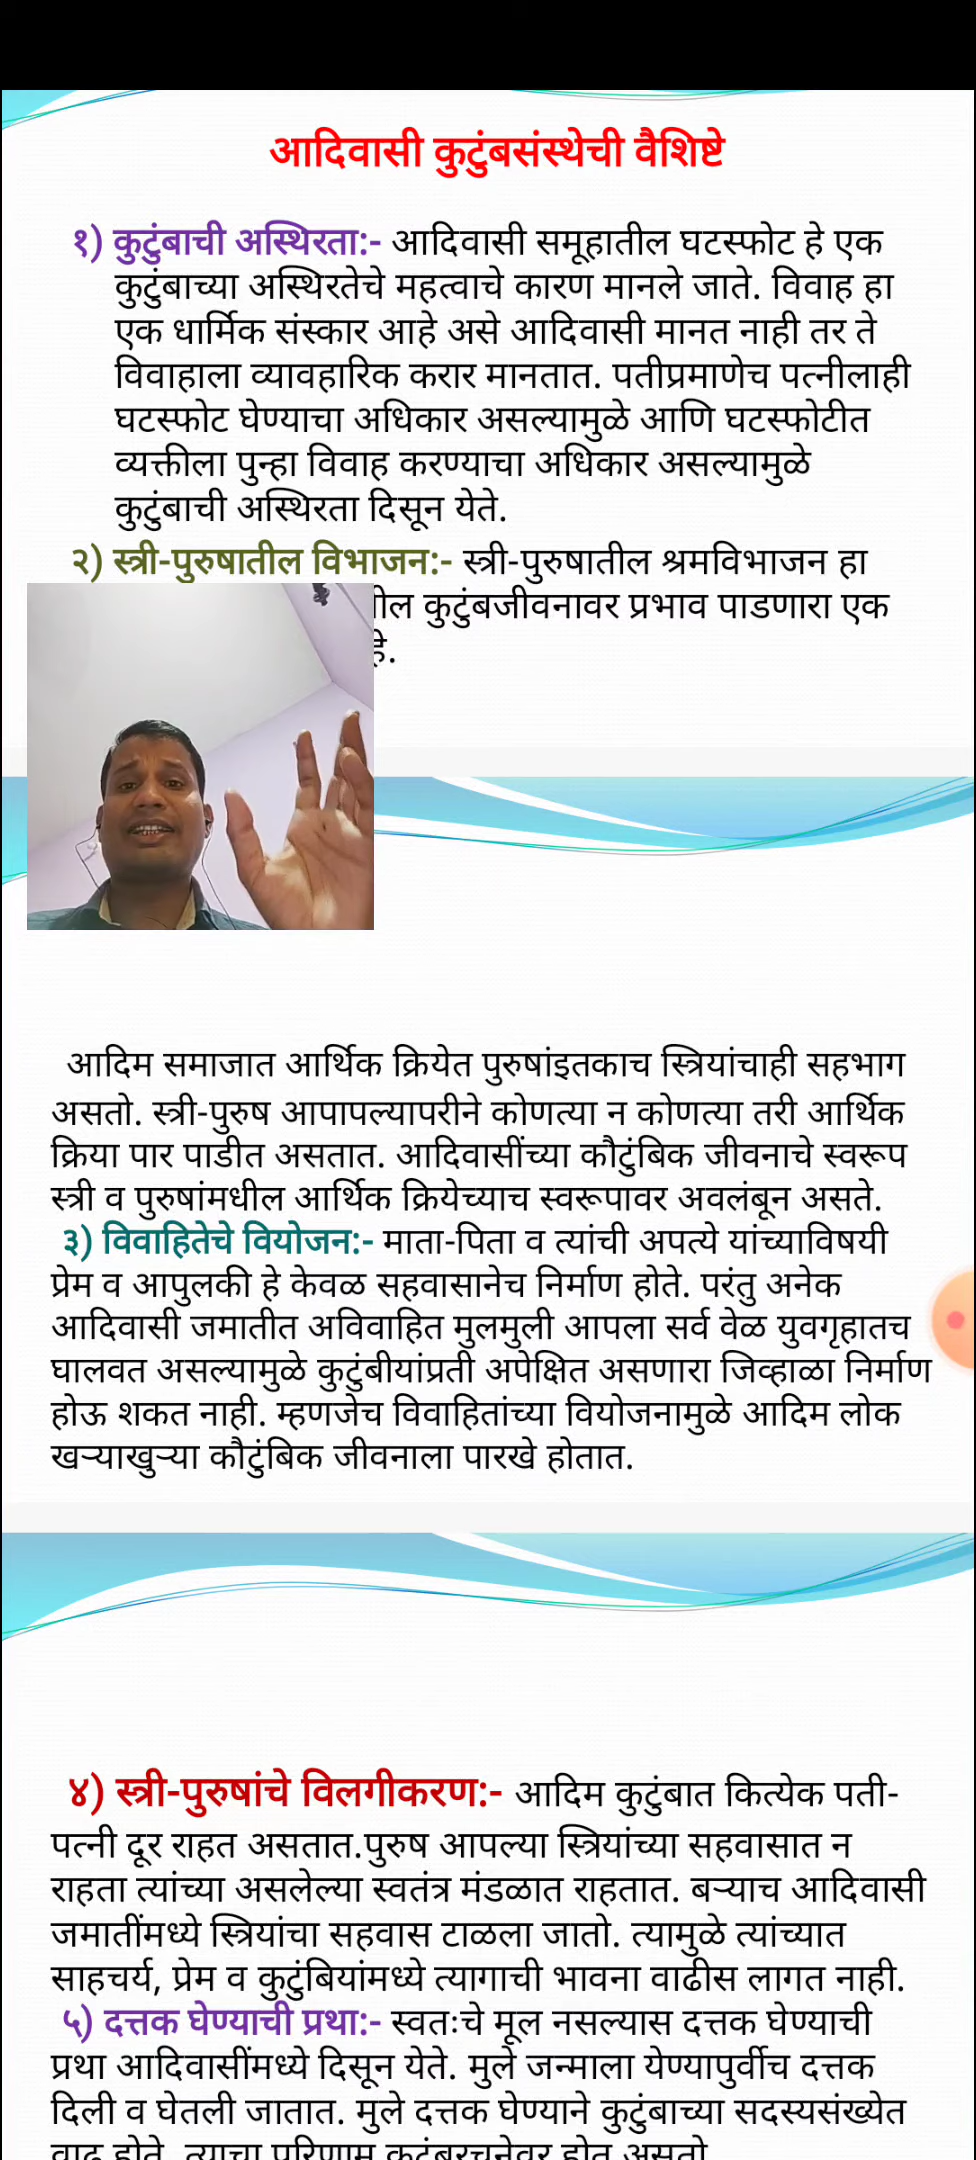 आदिवासी कुटुंबसंस्थेची वैशिष्टे
१) कुटुंबाची अस्थिरता:- आदिवासी समूहातील घटस्फोट हे एक
कुटुंबाच्या अस्थिरतेचे महत्वाचे कारण मानले जाते. विवाह हा
एक धार्मिक संस्कार आहे असे आदिवासी मानत नाही तर ते
विवाहाला व्यावहारिक करार मानतात. पतीप्रमाणेच पत्नीलाही
घटस्फोट घेण्याचा अधिकार असल्यामुळे आणि घटस्फोटीत
व्यक्तीला पुन्हा विवाह करण्याचा अधिकार असल्यामुळे
कुटुंबाची अस्थिरता दिसून येते.
२) स्त्री-पुरुषातील विभाजन:- स्त्री-पुरुषातील श्रमविभाजन हा
कुटुंबजीवनावर प्रभाव पाडणारा एक
आदिम समाजात आर्थिक क्रियेत पुरुषांइतकाच स्त्रियांचाही सहभाग
असतो. स्त्री-पुरुष आपापल्यापरीने कोणत्या न कोणत्या तरी आर्थिक
क्रिया पार पाडीत असतात. आदिवासींच्या कौटुंबिक जीवनाचे स्वरूप
स्त्री व पुरुषांमधील आर्थिक क्रियेच्याच स्वरूपावर अवलंबून असते.
३) विवाहितेचे वियोजन:- माता-पिता व त्यांची अपत्ये यांच्याविषयी
प्रेम व आपुलकी हे केवळ सहवासानेच निर्माण होते. परंतु अनेक
आदिवासी जमातीत अविवाहित मुलमुली आपला सर्व वेळ युवगृहातच
घालवत असल्यामुळे कुटुंबीयांप्रती अपेक्षित असणारा जिव्हाळा निर्माण
होऊ शकत नाही. म्हणजेच विवाहितांच्या वियोजनामुळे आदिम लोक
खऱ्याखुऱ्या कौटुंबिक जीवनाला पारखे होतात.
४) स्त्री-पुरुषांचे विलगीकरण:- आदिम कुटुंबात कित्येक पती-
पत्नी दूर राहत असतात.पुरुष आपल्या स्त्रियांच्या सहवासात न
राहता त्यांच्या असलेल्या स्वतंत्र मंडळात राहतात. बऱ्याच आदिवासी
जमातींमध्ये स्त्रियांचा सहवास टाळला जातो. त्यामुळे त्यांच्यात
साहचर्य, प्रेम व कुटुंबियांमध्ये त्यागाची भावना वाढीस लागत नाही.
५) दत्तक घेण्याची प्रथा:- स्वतःचे मूल नसल्यास दत्तक घेण्याची
प्रथा आदिवासींमध्ये दिसून येते. मुले जन्माला येण्यापुर्वीच दत्तक
दिली व घेतली जातात. मुले दत्तक घेण्याने कुटुंबाच्या सदस्यसंख्येत
वाढ होते. त्याचा परिणाम कुटुंबरचनेवर होत असतो.